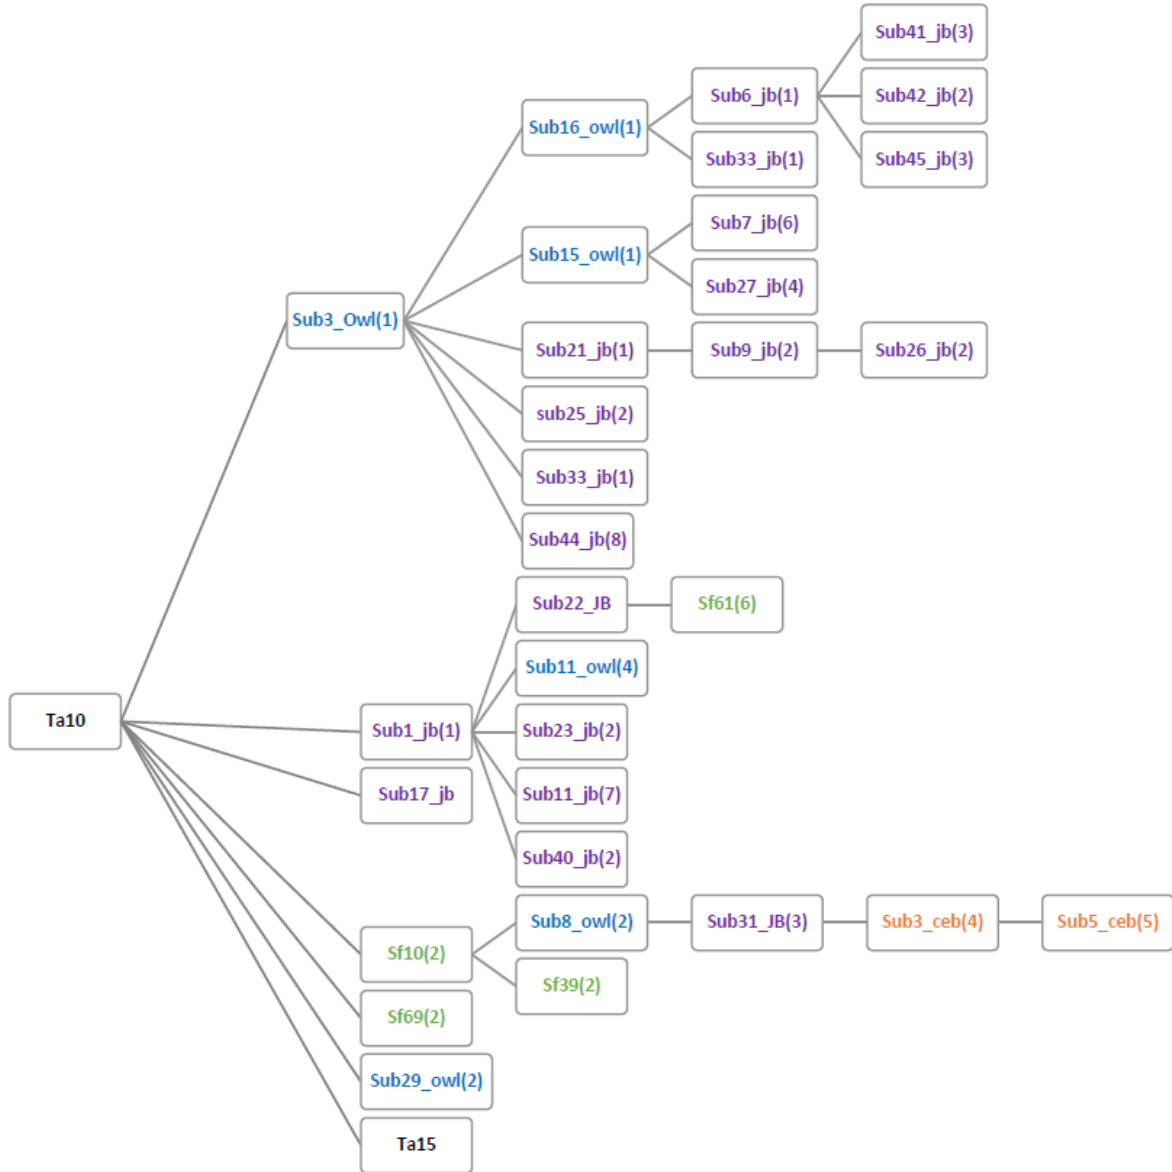 Sub41_jb(3)
Sub6_jb(1)
Sub42_jb(2)
Sub16_owl(1)
Sub33_jb(1)
Sub45_jb(3)
Sub7_jb(6)
Sub15_owl(1)
Sub27_jb(4)
Sub3_Owl(1)
Sub21_jb(1)
Sub9_jb(2)
Sub26_jb(2)
sub25_jb(2)
Sub33_jb(1)
Sub44_jb(8)
Sub22_JB
Sf61(6)
Sub11_owl(4)
Ta10
Sub1_jb(1)
Sub23_jb(2)
Sub17_jb
Sub11_jb(7)
Sub40_jb(2)
Sub8_owl(2)
Sub31_JB(3)
Sub3_ceb(4)
Sub5_ceb(5)
Sf10(2)
Sf39(2)
Sf69(2)
Sub29_owl(2)
Ta15